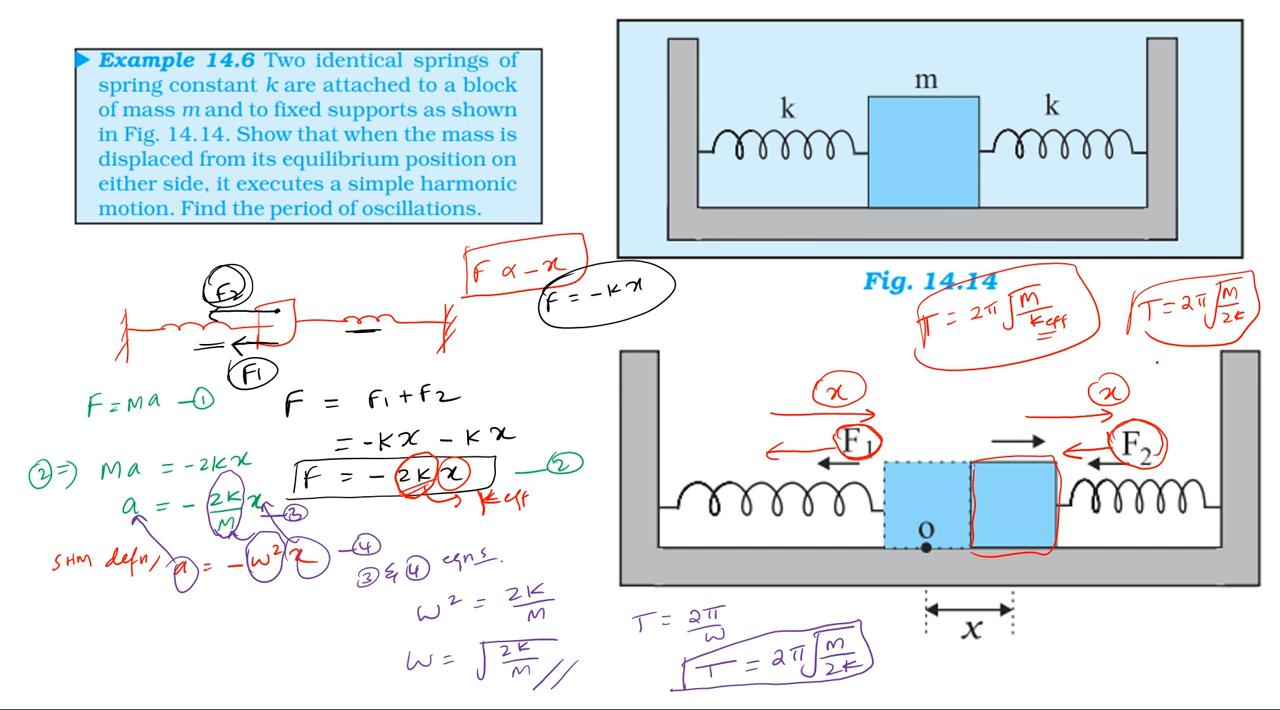 Example 14.6 Two identical springs of
spring constant k are attached to a block
of mass m and to fixed supports as shown
in Fig. 14.14. Show that when the mass is
displaced from its equilibrium position on
either side, it executes a simple harmonic
motion. Find the period of oscillations.
m
k
k
Fig. 14.14
F ∝ -x
F = -Kx
F2
F1
T = 2π√(M/Keff)
T = 2π√(M/2K)
F = Ma —①
F = F1 + F2
= -Kx - Kx
F = -2Kx —②
Keff
②⇒) Ma = -2Kx
a = -2K/M x —③
SHM defn/ a = -ω²x —④
③ & ④ eqns.
ω² = 2K/M
ω = √(2K/M) //
T = 2π/ω
T = 2π√(M/2K)
x
x
F1
F2
O
x